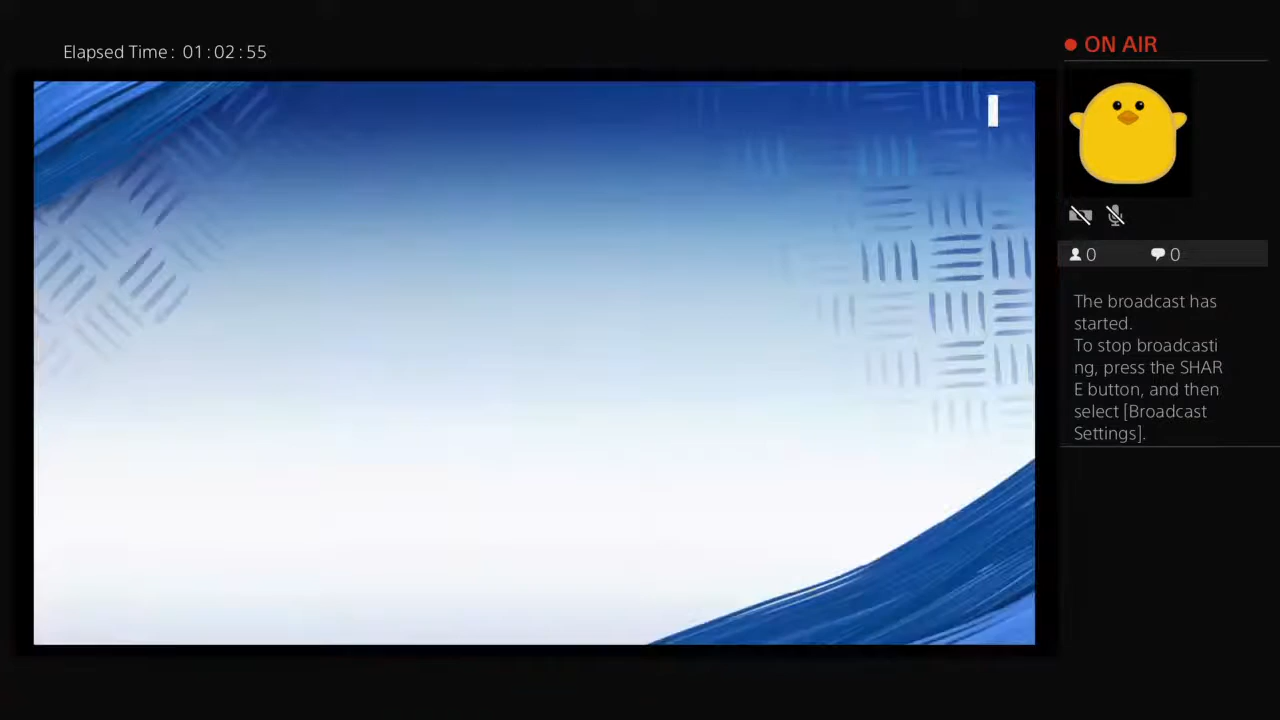 Elapsed Time: 01:02:55
ON AIR
0 0
The broadcast has
started.
To stop broadcasti
ng, press the SHAR
E button, and then
select [Broadcast
Settings].